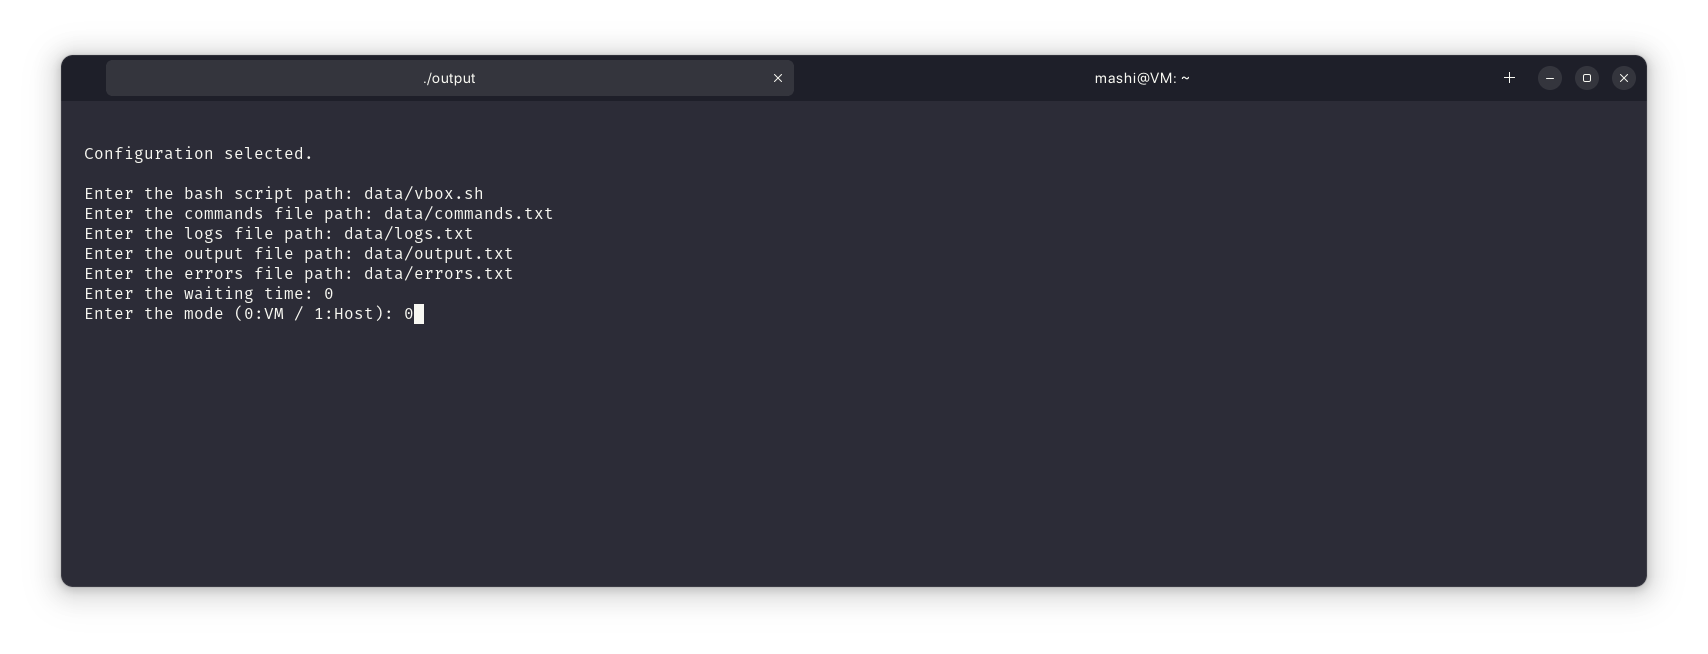 ./output
mashi@VM: ~
Configuration selected.
Enter the bash script path: data/vbox.sh
Enter the commands file path: data/commands.txt
Enter the logs file path: data/logs.txt
Enter the output file path: data/output.txt
Enter the errors file path: data/errors.txt
Enter the waiting time: 0
Enter the mode (0:VM / 1:Host): 0